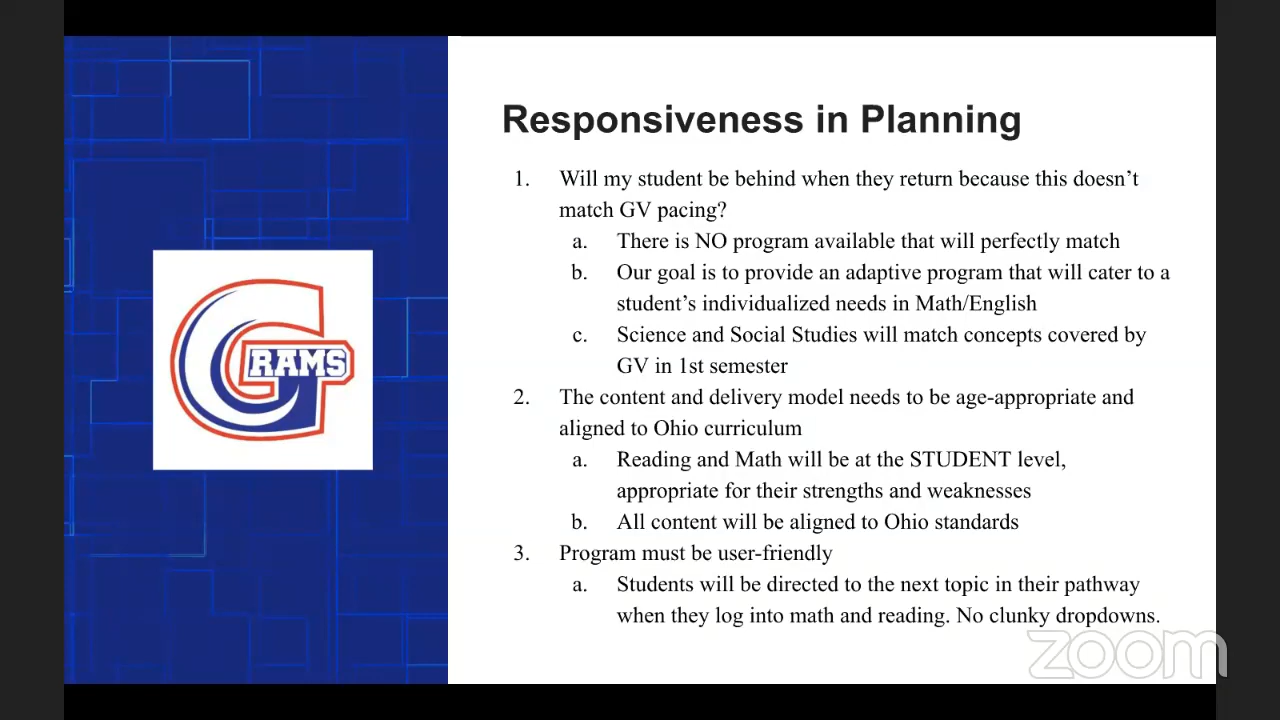 Responsiveness in Planning
1. Will my student be behind when they return because this doesn’t
match GV pacing?
a. There is NO program available that will perfectly match
b. Our goal is to provide an adaptive program that will cater to a
student’s individualized needs in Math/English
c. Science and Social Studies will match concepts covered by
GV in 1st semester
2. The content and delivery model needs to be age-appropriate and
aligned to Ohio curriculum
a. Reading and Math will be at the STUDENT level,
appropriate for their strengths and weaknesses
b. All content will be aligned to Ohio standards
3. Program must be user-friendly
a. Students will be directed to the next topic in their pathway
when they log into math and reading. No clunky dropdowns.
G RAMS
zoom